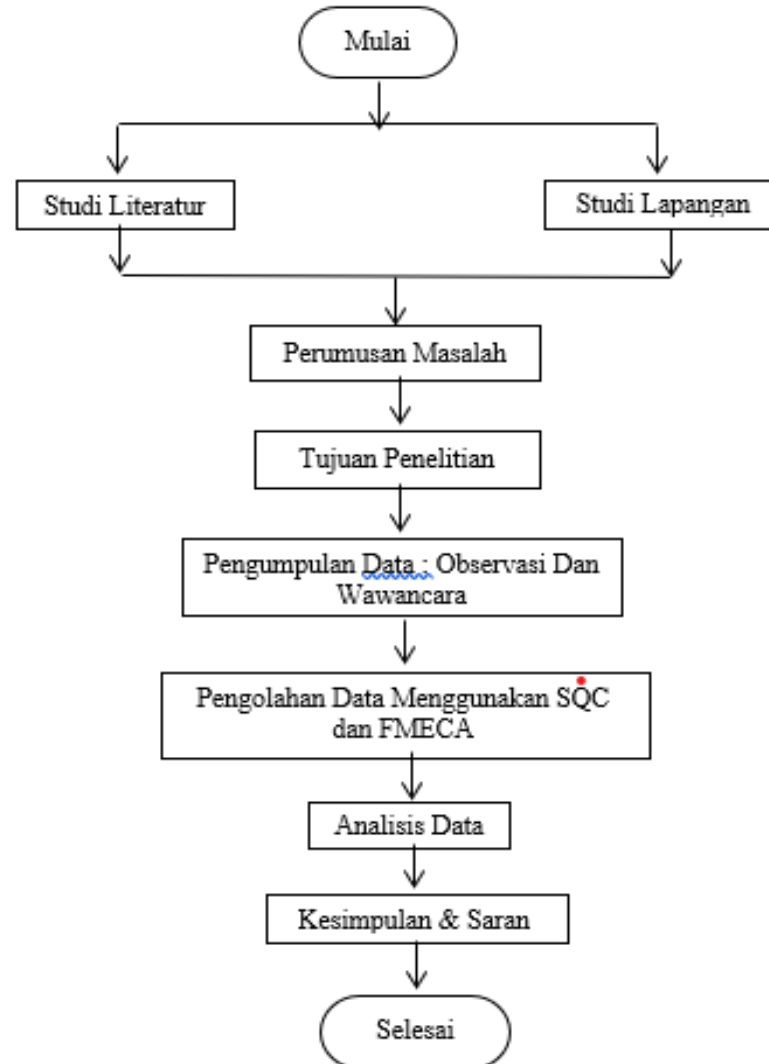 Mulai
Studi Literatur
Studi Lapangan
Perumusan Masalah
Tujuan Penelitian
Pengumpulan Data : Observasi Dan
Wawancara
Pengolahan Data Menggunakan SQC
dan FMECA
Analisis Data
Kesimpulan & Saran
Selesai